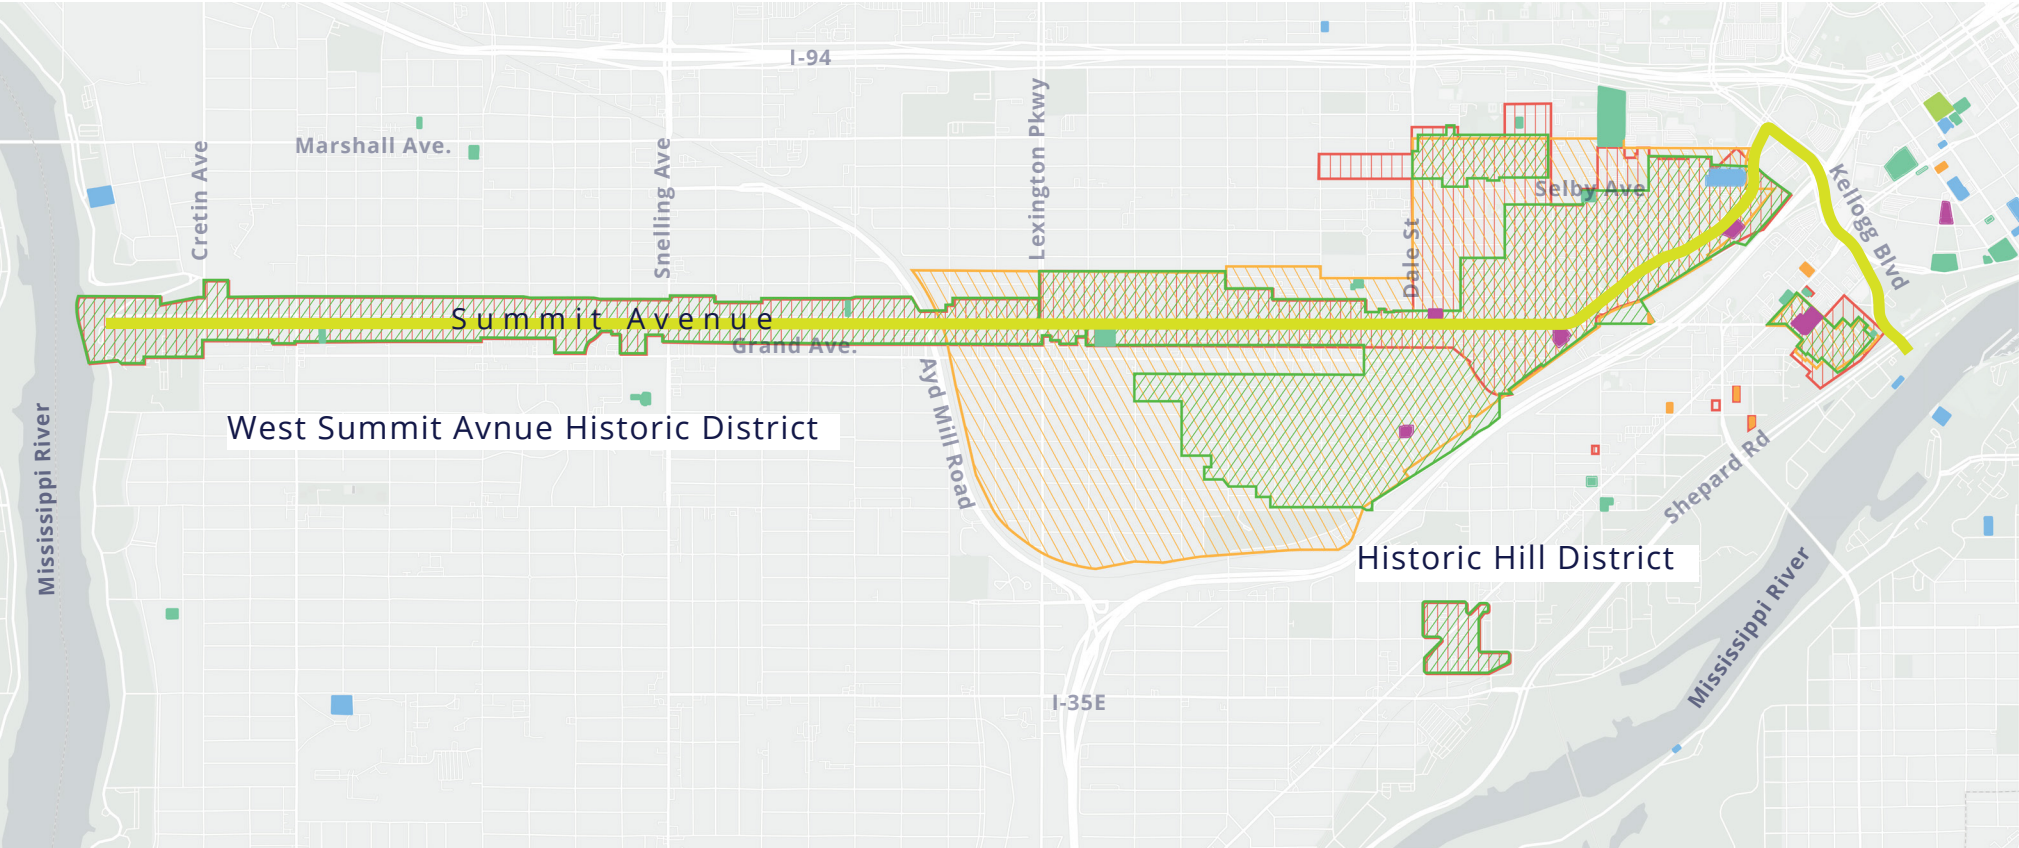 I-94
Marshall Ave.
Cretin Ave
Snelling Ave
Lexington Pkwy
Selby Ave
Dale St
Kellogg Blvd
Summit Avenue
Grand Ave.
Ayd Mill Road
West Summit Avnue Historic District
Mississippi River
Shepard Rd
Historic Hill District
Mississippi River
I-35E